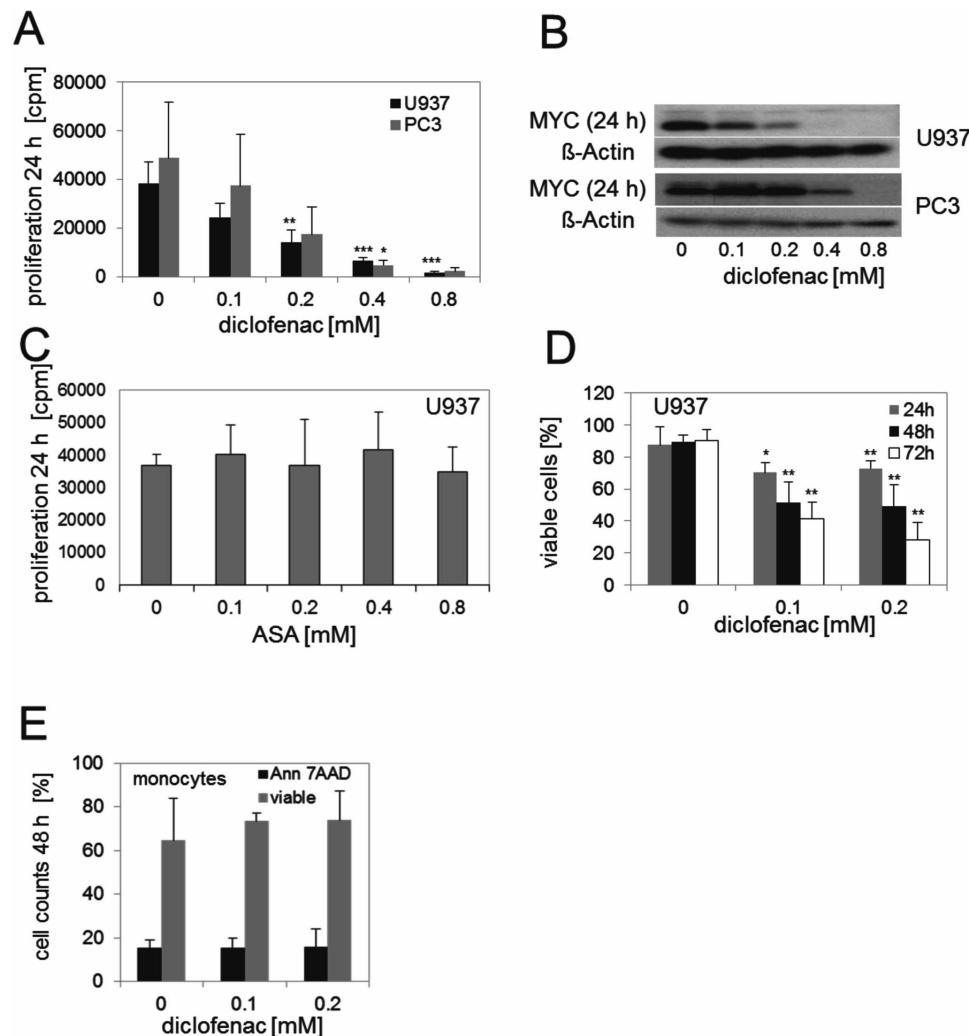 A
proliferation 24 h [cpm]
80000
60000
40000
20000
0
U937
PC3
**
***
*
***
0 0.1 0.2 0.4 0.8
diclofenac [mM]
B
MYC (24 h)
ß-Actin
U937
MYC (24 h)
ß-Actin
PC3
0 0.1 0.2 0.4 0.8
diclofenac [mM]
C
proliferation 24 h [cpm]
60000
50000
40000
30000
20000
10000
0
U937
0 0.1 0.2 0.4 0.8
ASA [mM]
D
viable cells [%]
120
100
80
60
40
20
0
U937
24h
48h
72h
*
**
**
**
**
**
0 0.1 0.2
diclofenac [mM]
E
cell counts 48 h [%]
100
80
60
40
20
0
monocytes
Ann 7AAD
viable
0 0.1 0.2
diclofenac [mM]